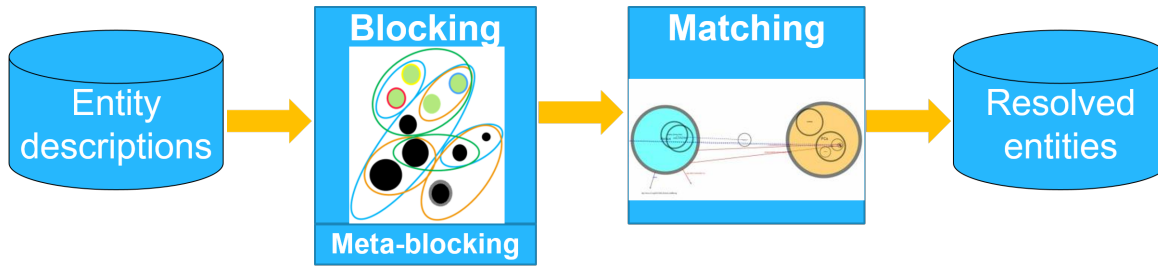 Entity
descriptions
Blocking
Meta-blocking
Matching
Resolved
entities